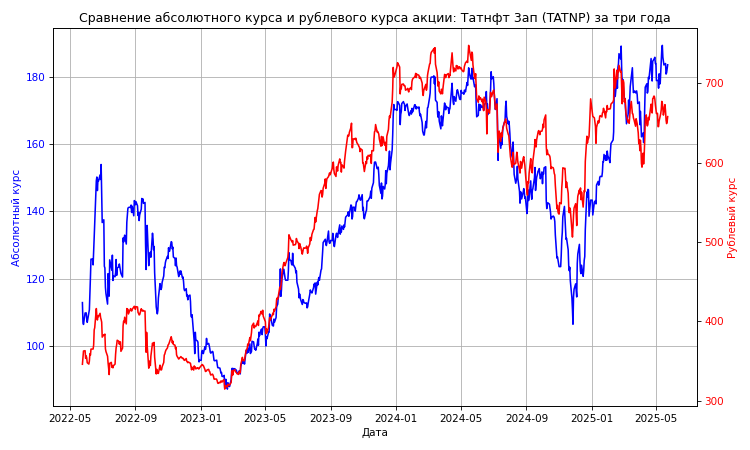 Сравнение абсолютного курса и рублевого курса акции: Татнфт 3ап (TATNP) за три года
180
160
140
120
100
700
600
500
400
300
Абсолютный курс
Рублевый курс
2022-05 2022-09 2023-01 2023-05 2023-09 2024-01 2024-05 2024-09 2025-01 2025-05
Дата